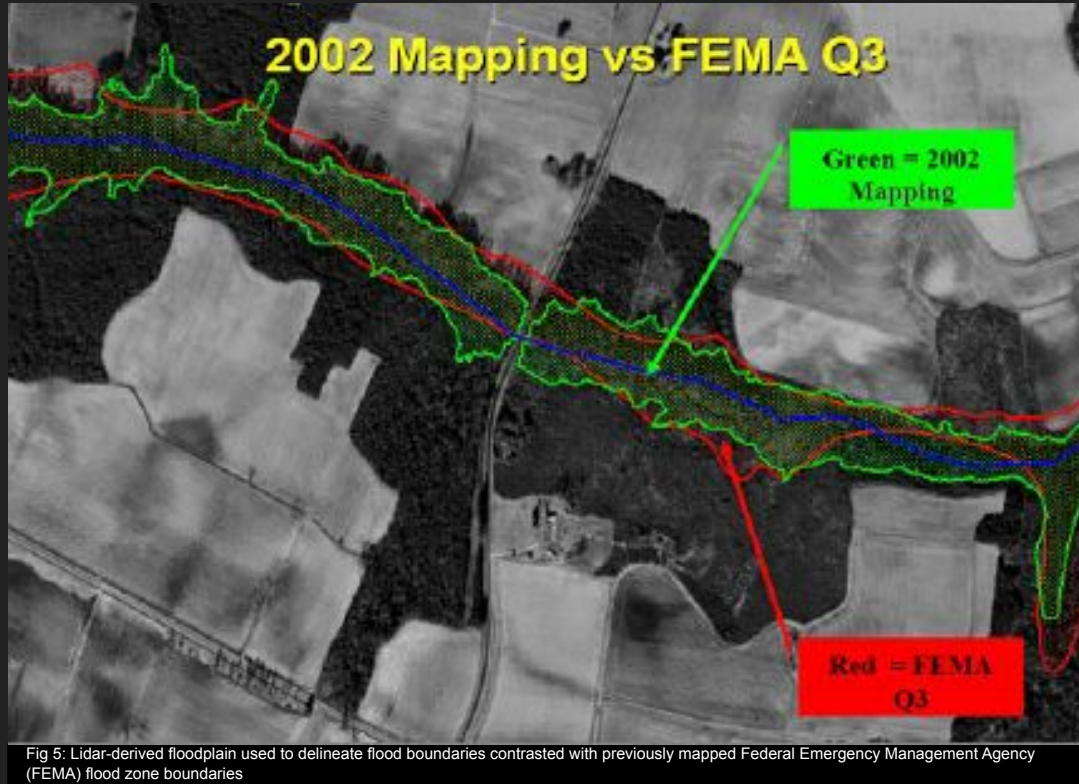 2002 Mapping vs FEMA Q3
Green = 2002
Mapping
Red = FEMA
Q3
Fig 5: Lidar-derived floodplain used to delineate flood boundaries contrasted with previously mapped Federal Emergency Management Agency
(FEMA) flood zone boundaries